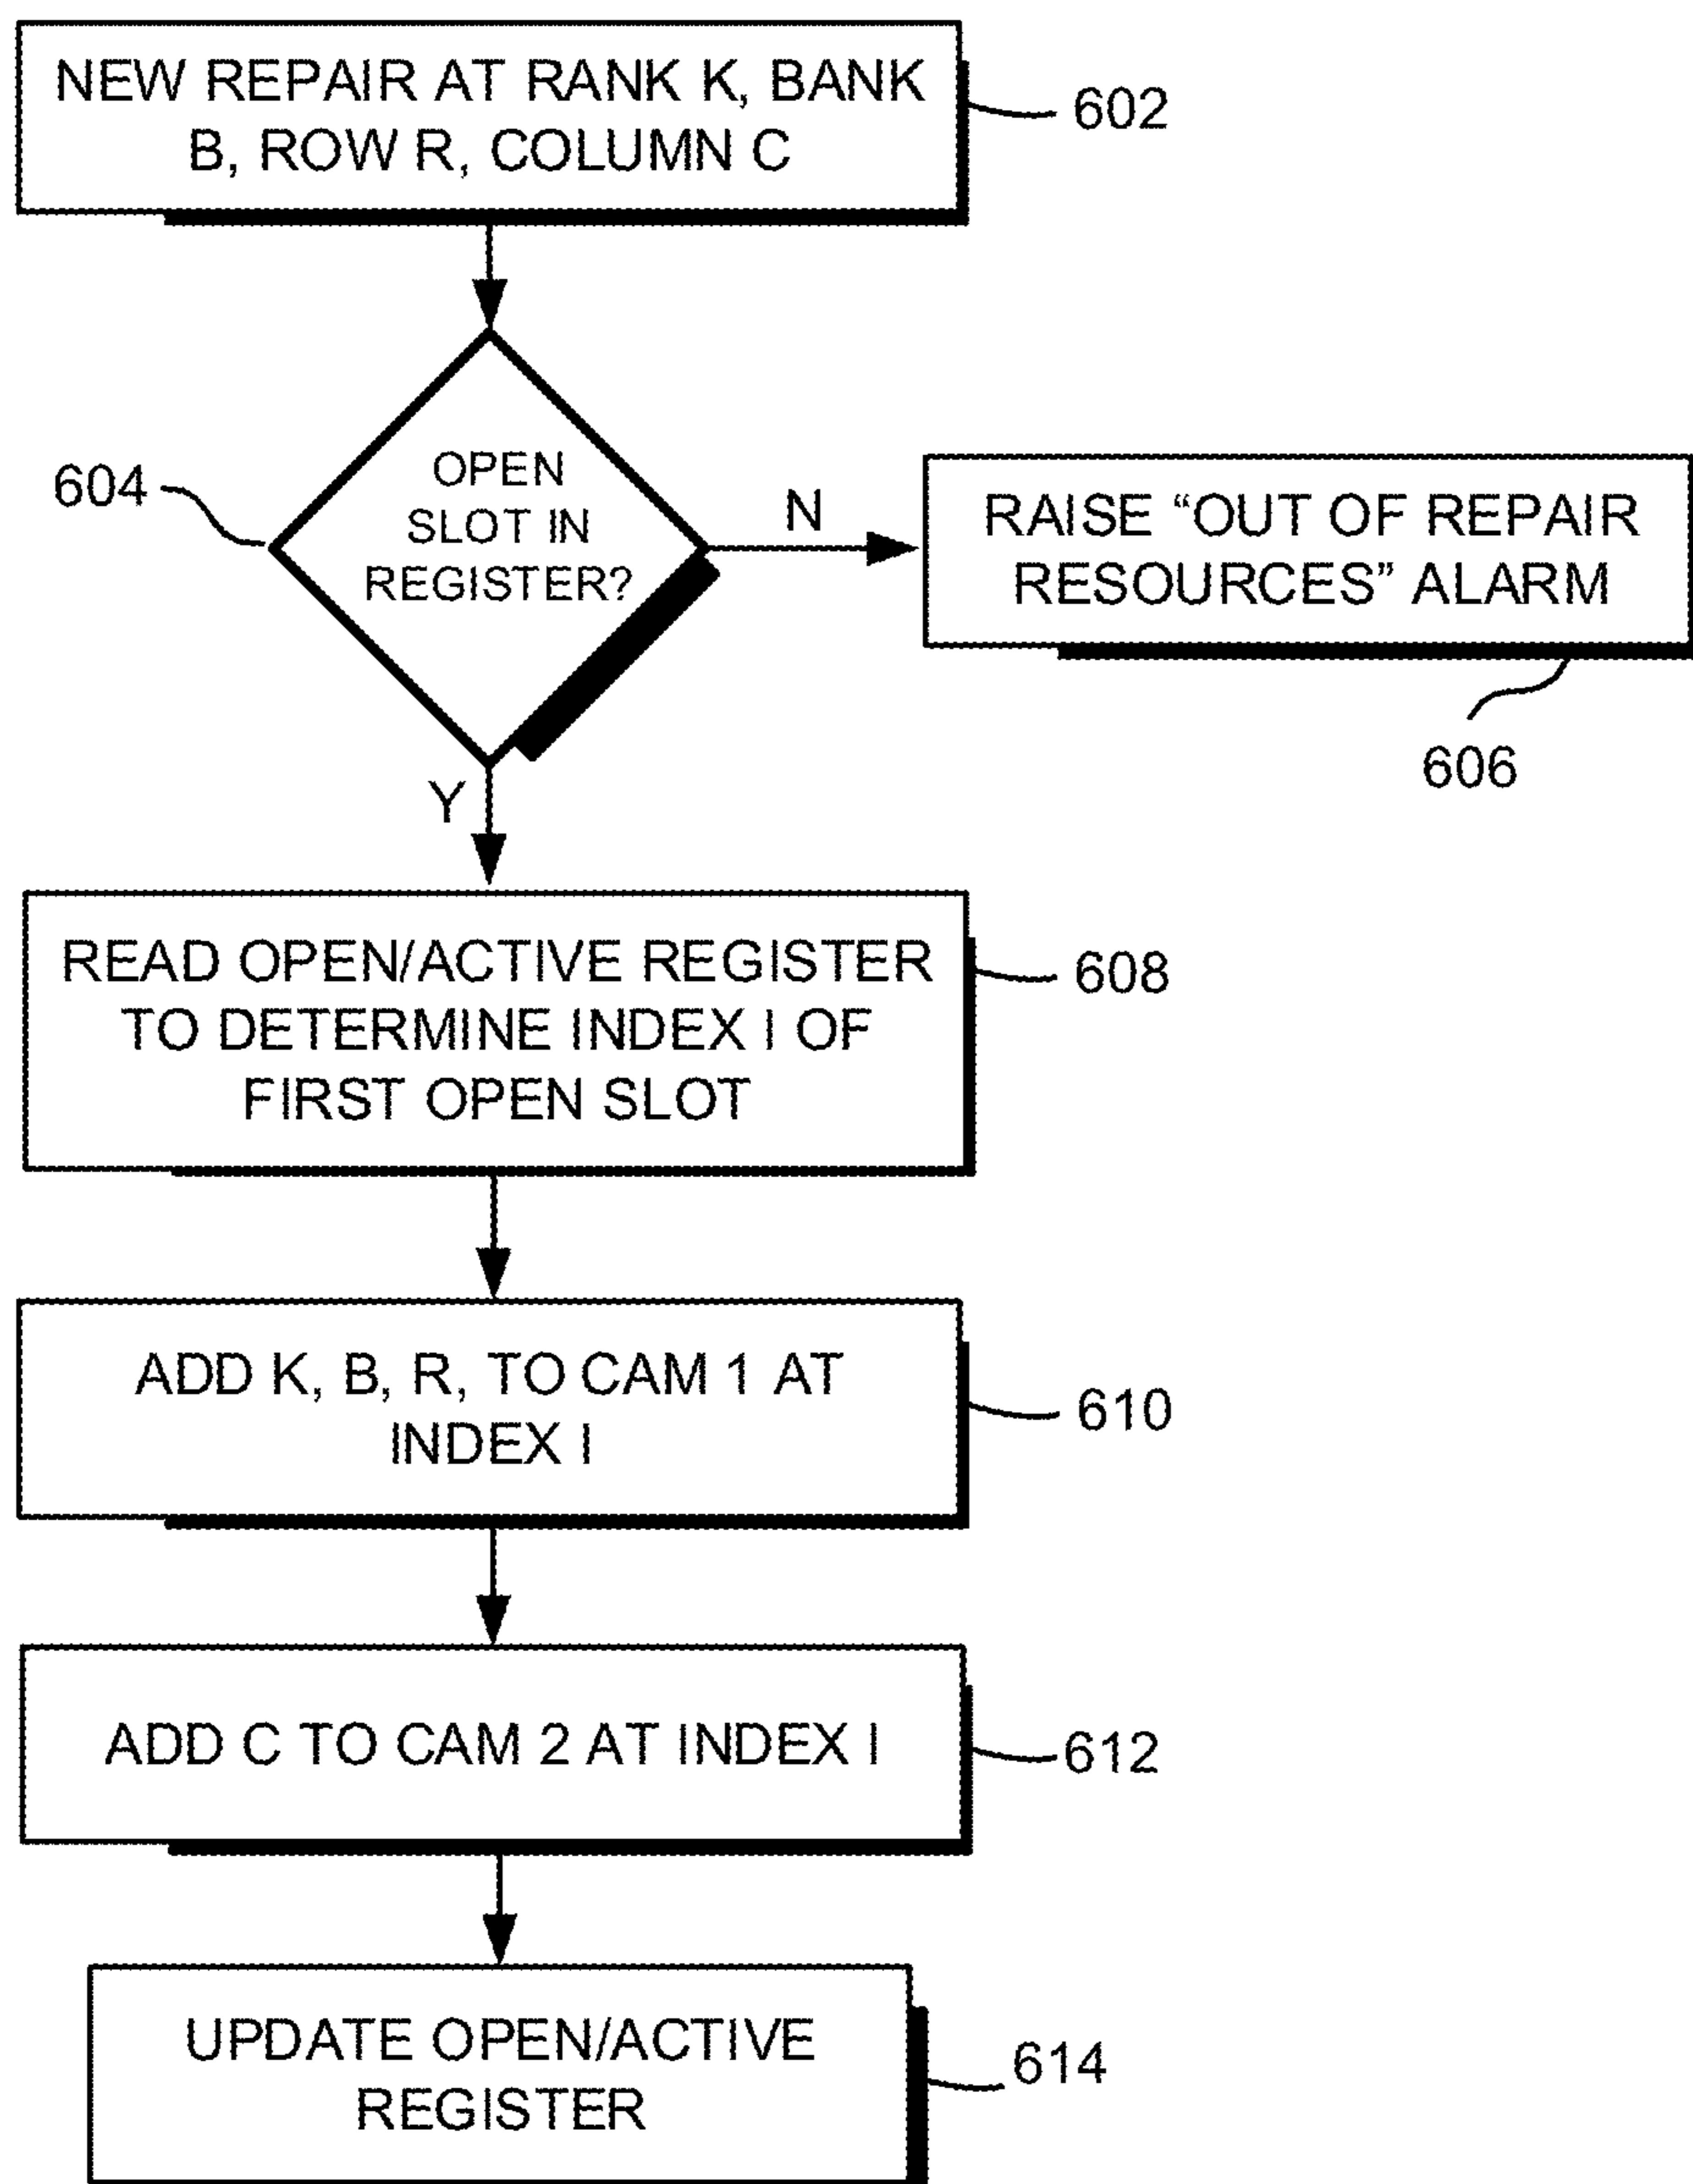 NEW REPAIR AT RANK K, BANK
B, ROW R, COLUMN C
602
OPEN
SLOT IN
REGISTER?
604
N
RAISE “OUT OF REPAIR
RESOURCES” ALARM
606
Y
READ OPEN/ACTIVE REGISTER
TO DETERMINE INDEX I OF
FIRST OPEN SLOT
608
ADD K, B, R, TO CAM 1 AT
INDEX I
610
ADD C TO CAM 2 AT INDEX I
612
UPDATE OPEN/ACTIVE
REGISTER
614